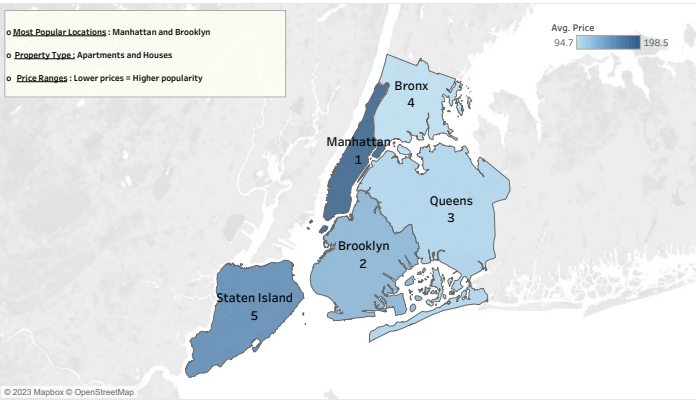 o Most Popular Locations : Manhattan and Brooklyn
o Property Type : Apartments and Houses
o Price Ranges : Lower prices = Higher popularity
Avg. Price
94.7 198.5
Bronx
4
Manhattan
1
Queens
3
Brooklyn
2
Staten Island
5
© 2023 Mapbox © OpenStreetMap